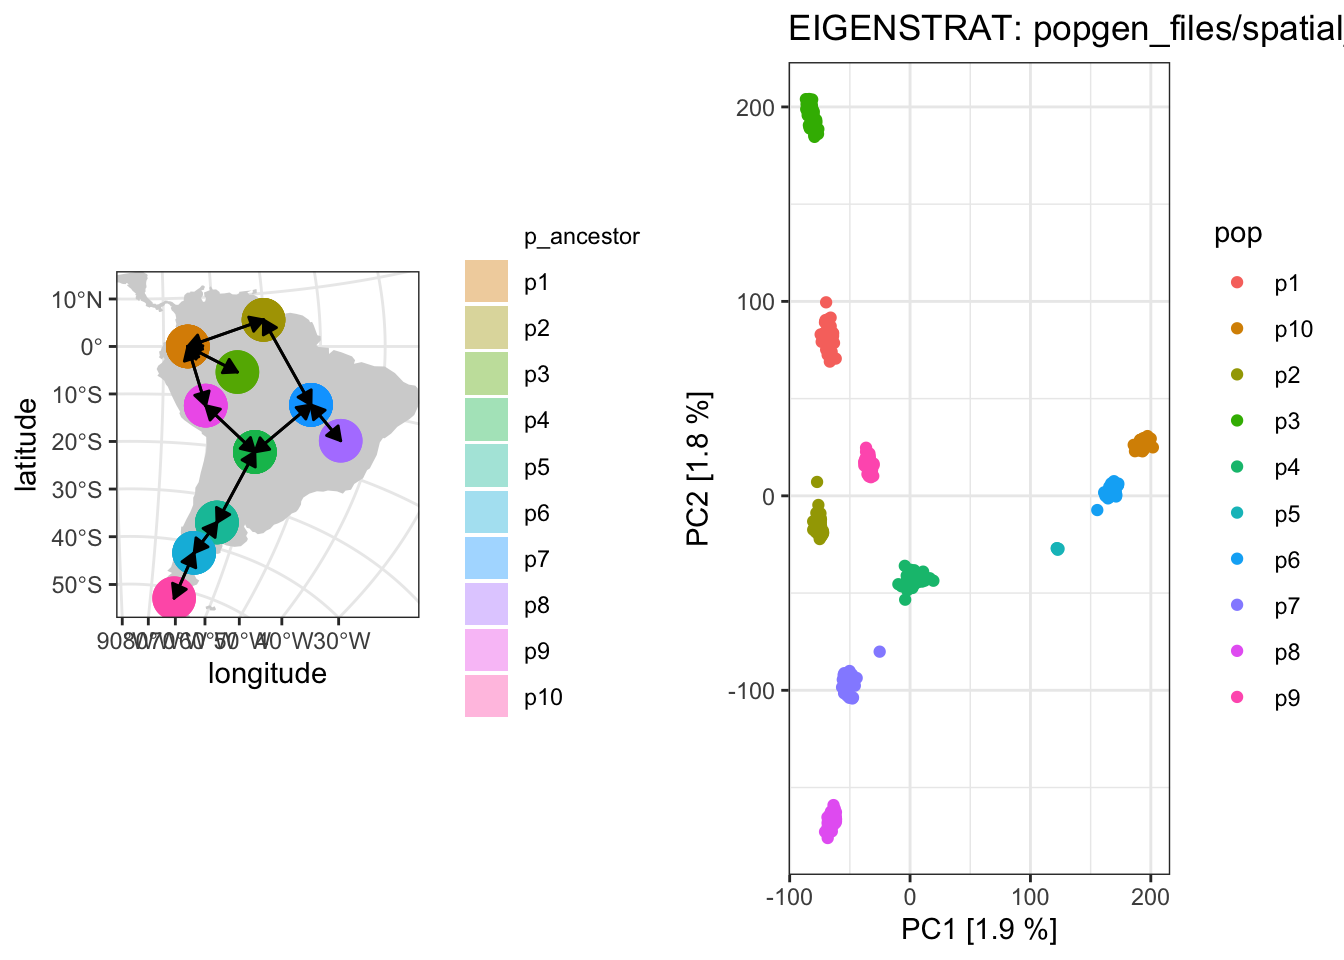 EIGENSTRAT: popgen_files/spatial
p_ancestor
p1
p2
p3
p4
p5
p6
p7
p8
p9
p10
10°N
0°
10°S
20°S
30°S
40°S
50°S
latitude
40°W
30°W
longitude
200
100
0
-100
PC2 [1.8 %]
-100
0
100
200
PC1 [1.9 %]
pop
p1
p10
p2
p3
p4
p5
p6
p7
p8
p9